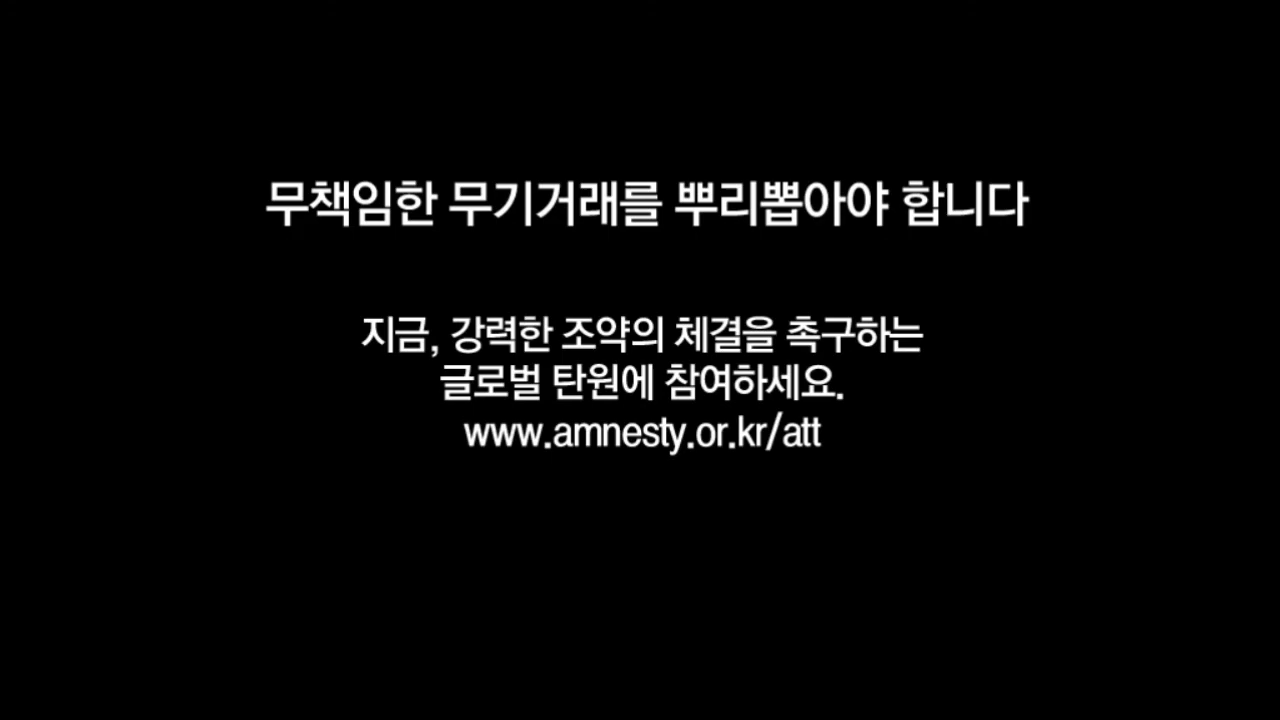 무책임한 무기거래를 뿌리뽑아야 합니다
지금, 강력한 조약의 체결을 촉구하는
글로벌 탄원에 참여하세요.
www.amnesty.or.kr/att